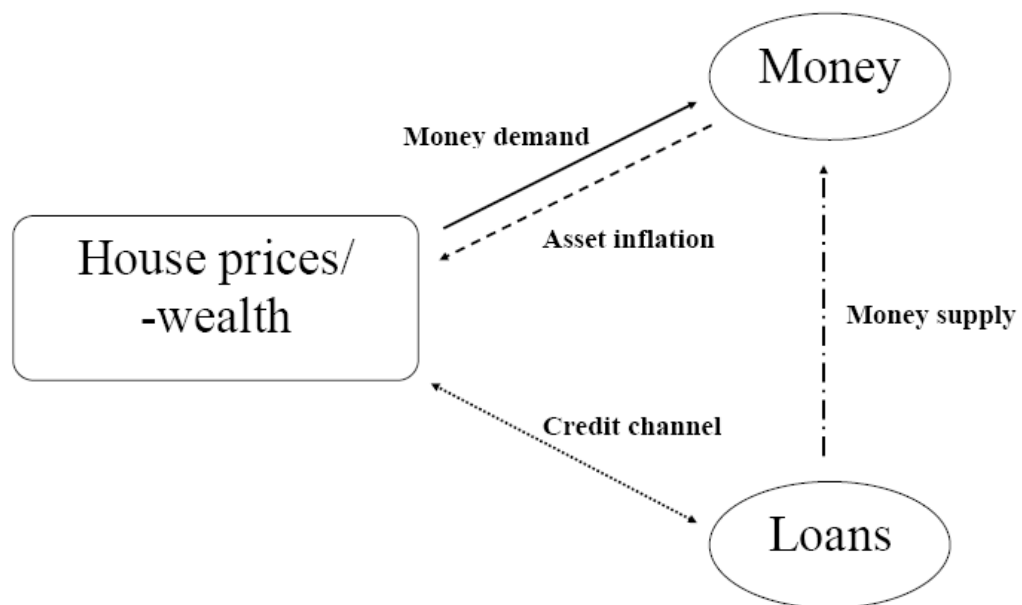 Money
Money demand
Asset inflation
House prices/
-wealth
Money supply
Credit channel
Loans